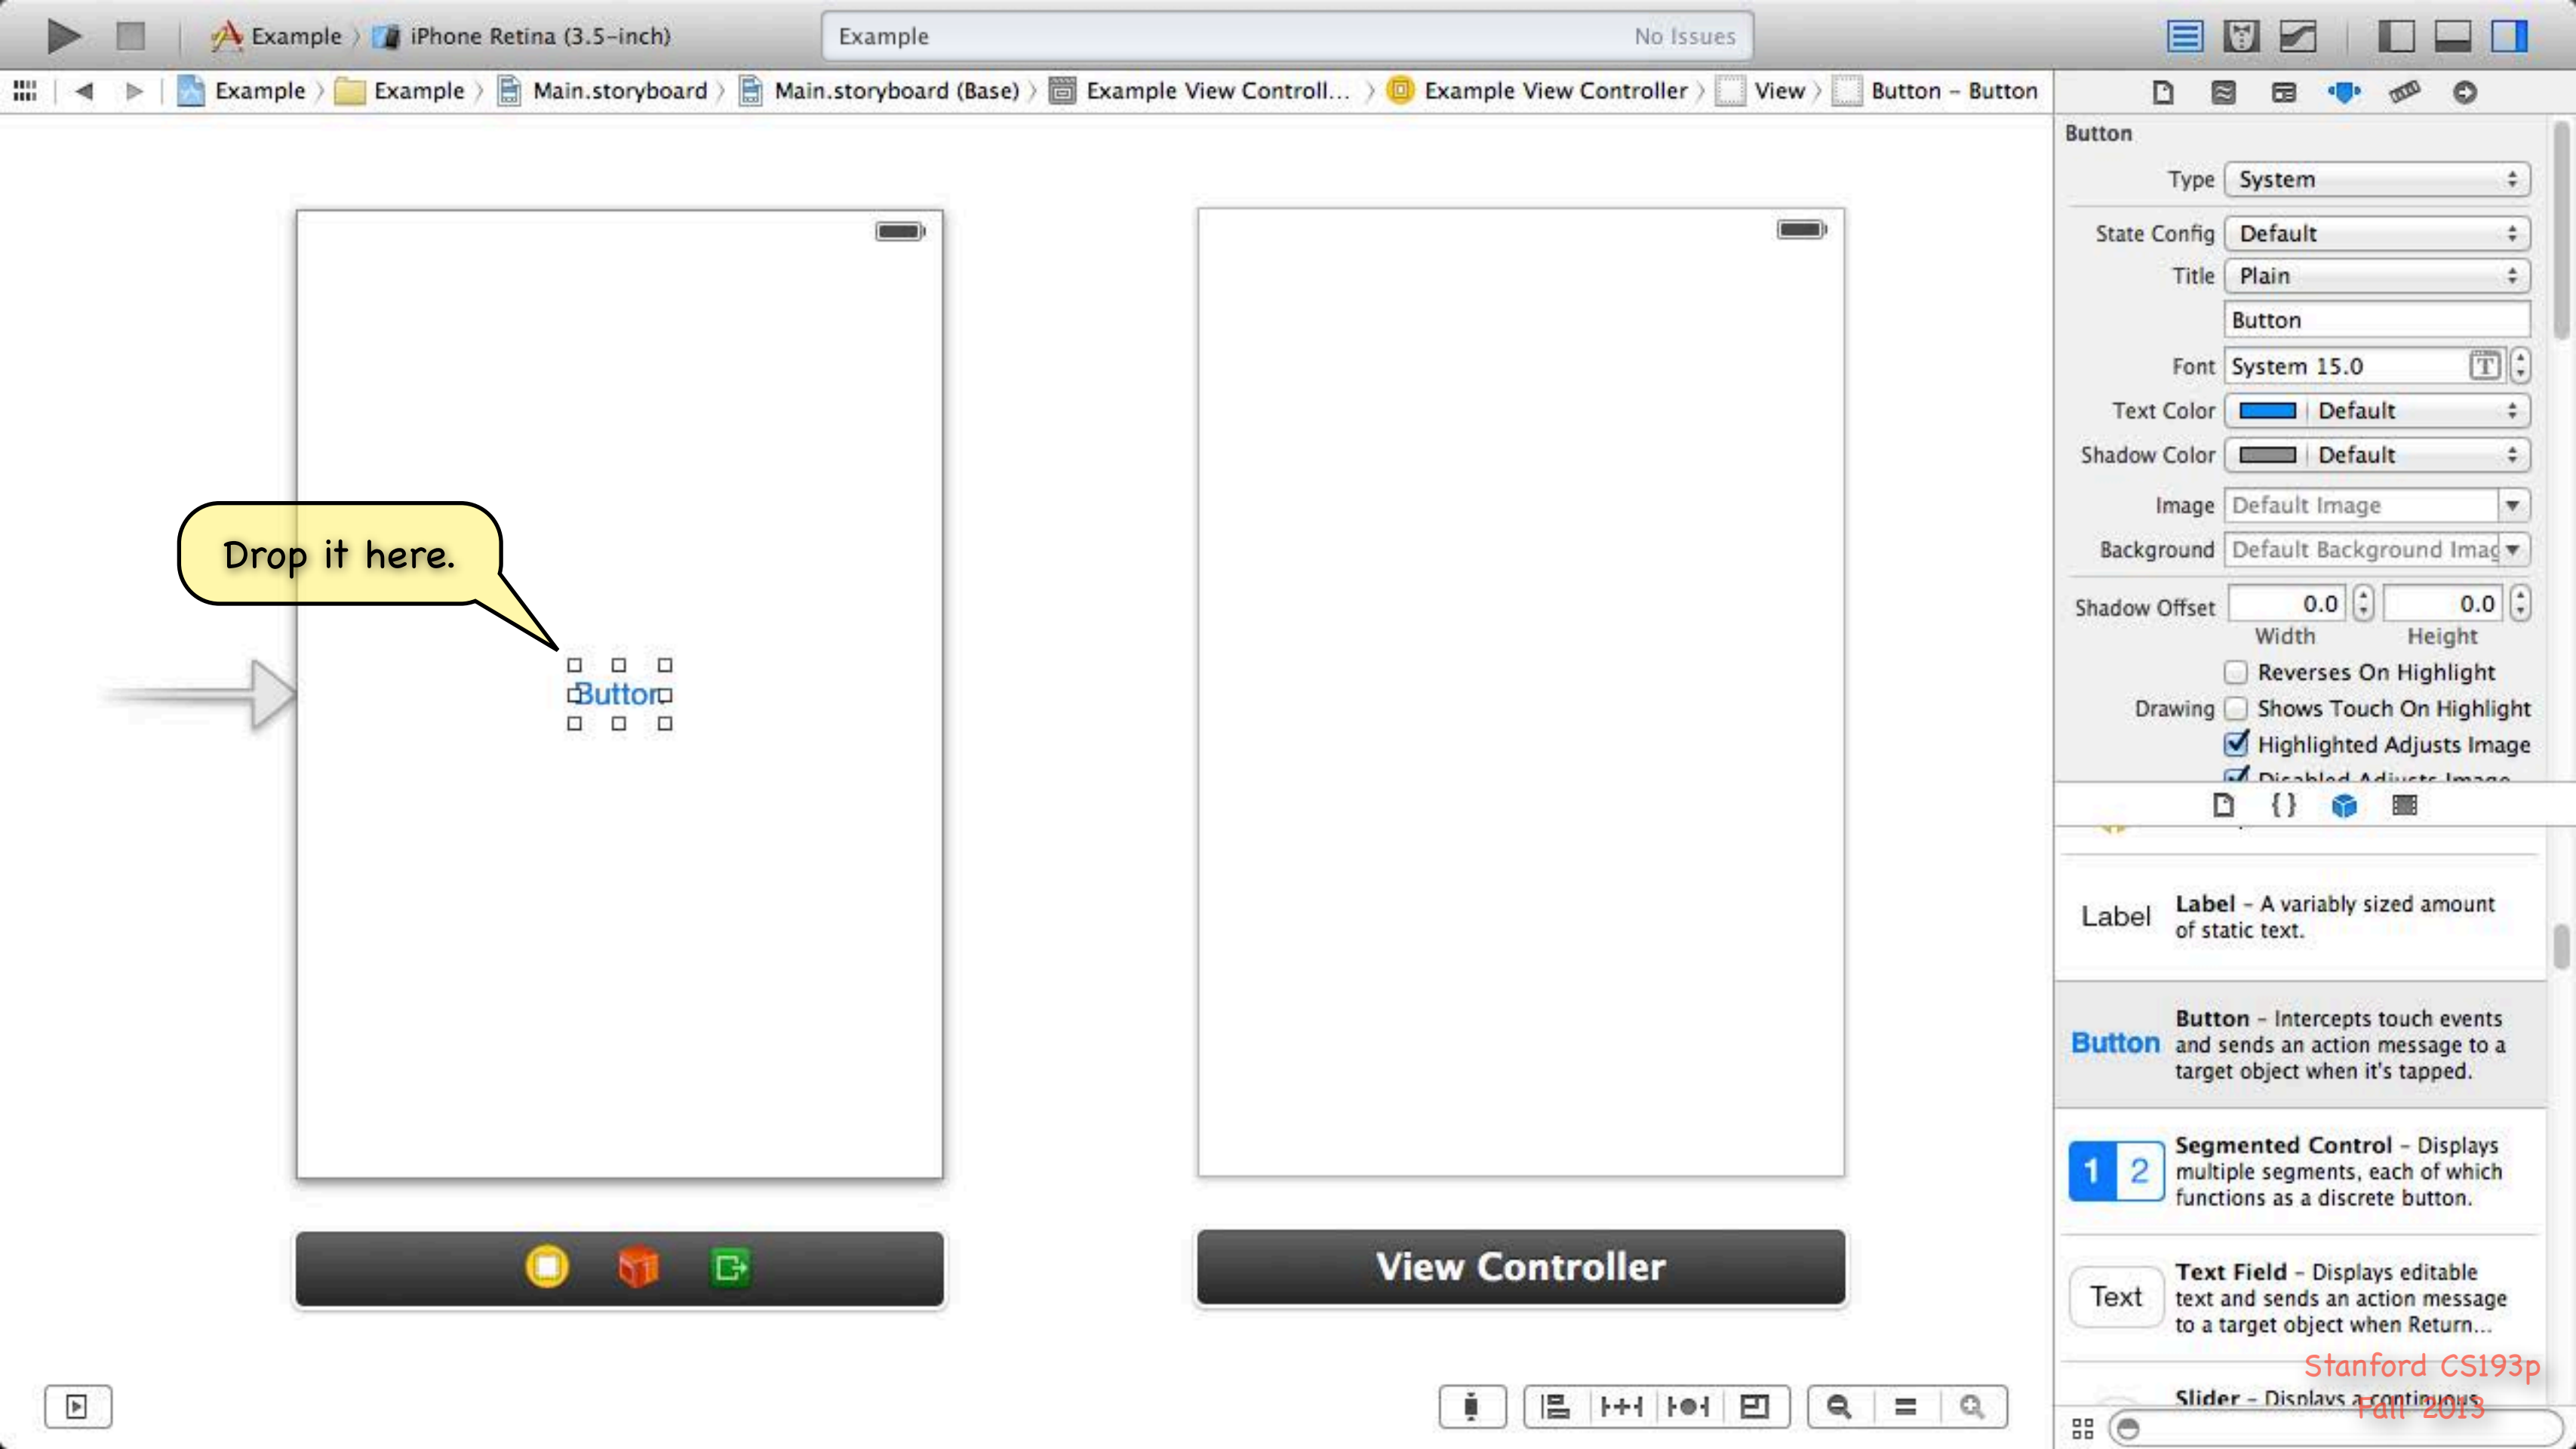 Example iPhone Retina (3.5-inch)
Example No Issues
Example Example Main.storyboard Main.storyboard (Base) Example View Controll... Example View Controller View Button – Button
Drop it here.
Button
View Controller
Button
Type System
State Config Default
Title Plain
Button
Font System 15.0
Text Color Default
Shadow Color Default
Image Default Image
Background Default Background Imag
Shadow Offset 0.0 0.0
Width Height
Reverses On Highlight
Drawing Shows Touch On Highlight
Highlighted Adjusts Image
Disabled Adjusts Image
Label
Label – A variably sized amount
of static text.
Button
Button – Intercepts touch events
and sends an action message to a
target object when it's tapped.
1 2
Segmented Control – Displays
multiple segments, each of which
functions as a discrete button.
Text
Text Field – Displays editable
text and sends an action message
to a target object when Return...
Slider – Displays a continuous
Stanford CS193p
Fall 2013